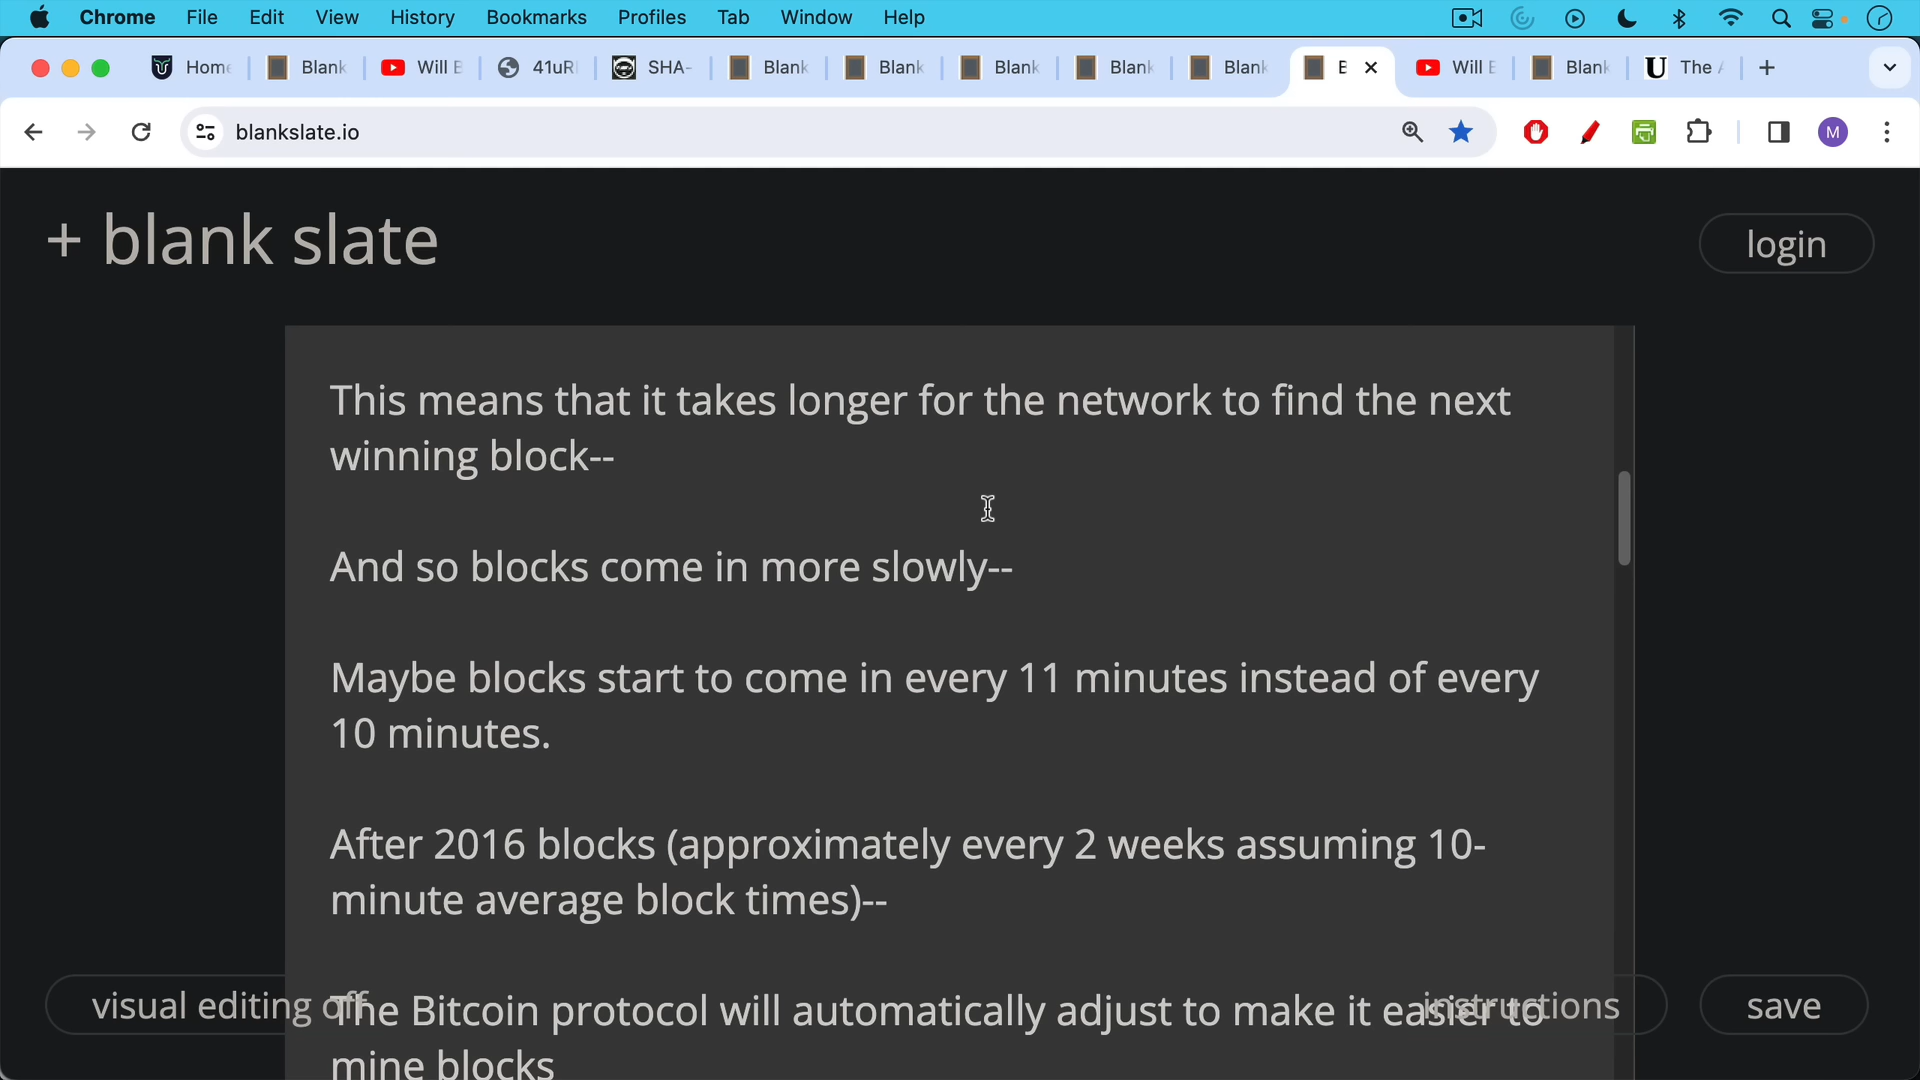 Chrome File Edit View History Bookmarks Profiles Tab Window Help
Home Blank Will B 41uRl SHA- Blank Blank Blank Blank Blank B Will B Blank The
blankslate.io M
+ blank slate login
This means that it takes longer for the network to find the next
winning block--
And so blocks come in more slowly--
Maybe blocks start to come in every 11 minutes instead of every
10 minutes.
After 2016 blocks (approximately every 2 weeks assuming 10-
minute average block times)--
The Bitcoin protocol will automatically adjust to make it easier to
mine blocks
visual editing off instructions save